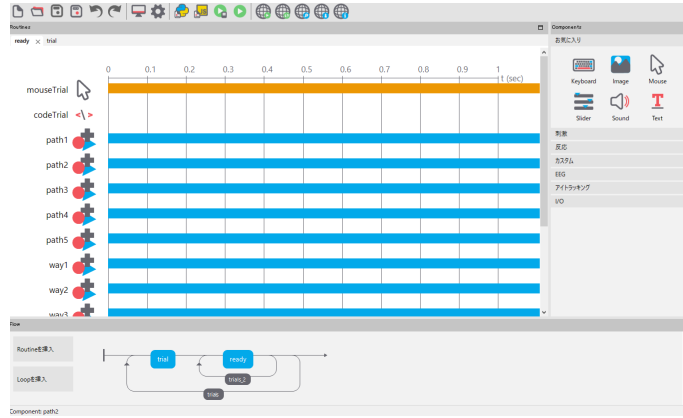 Routines
Components
ready × trial
お気に入り
0 0.1 0.2 0.3 0.4 0.5 0.6 0.7 0.8 0.9 1
t (sec)
mouseTrial
codeTrial
path1
path2
path3
path4
path5
way1
way2
way3
Keyboard Image Mouse
Slider Sound Text
刺激
反応
カスタム
EEG
アイトラッキング
I/O
Flow
Routineを挿入
Loopを挿入
trial
ready
trials_2
trials
Component: path2